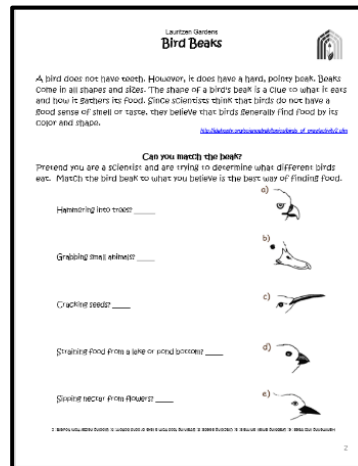 Lauritzen Gardens
Bird Beaks
A bird does not have teeth. However, it does have a hard, pointy beak. Beaks
come in all shapes and sizes. The shape of a bird's beak is a clue to what it eats
and how it gathers its food. Since scientists think that birds do not have a
good sense of smell or taste, they believe that birds generally find food by its
color and shape.
Can you match the beak?
Pretend you are a scientist and are trying to determine what different birds
eat. Match the bird beak to what you believe is the best way of finding food.
a)
Hammering into trees? _____
b)
Grabbing small animals? _____
c)
Cracking seeds? _____
d)
Straining food from a lake or pond bottom? _____
e)
Sipping nectar from flowers? _____
2